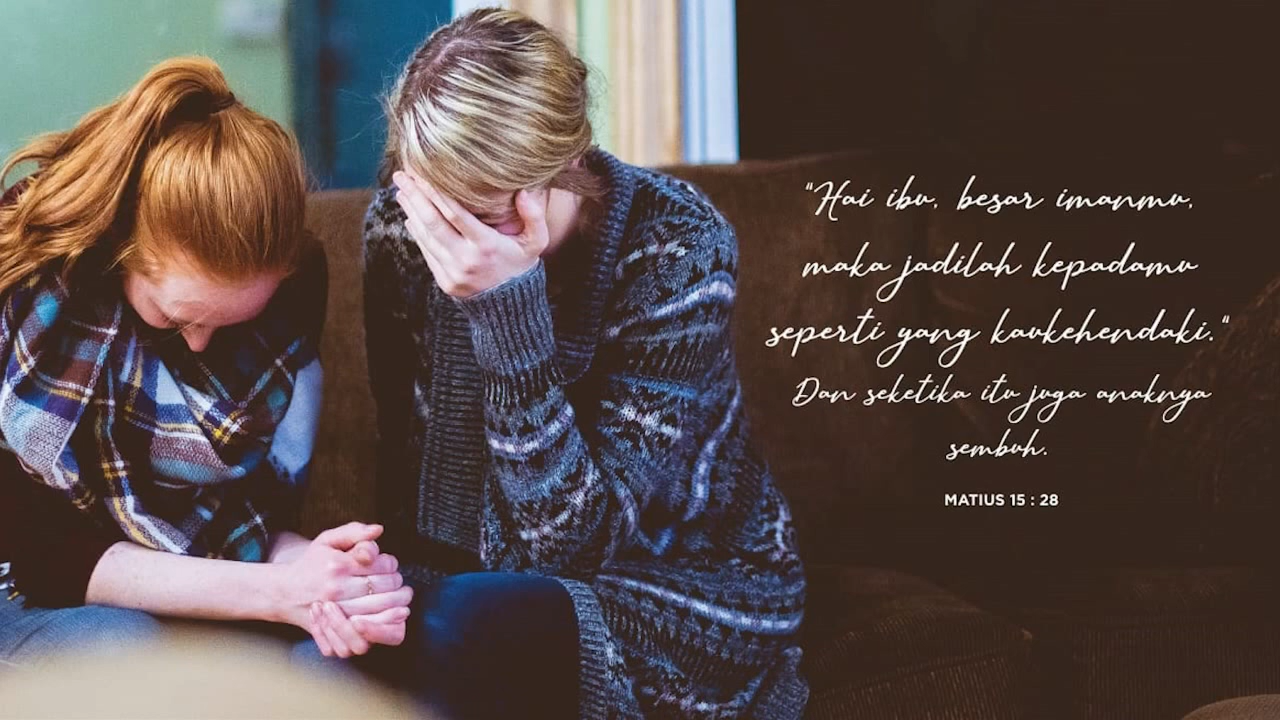 "Hai ibu, besar imanmu,
maka jadilah kepadamu
seperti yang kaukehendaki."
Dan seketika itu juga anaknya
sembuh.
MATIUS 15 : 28